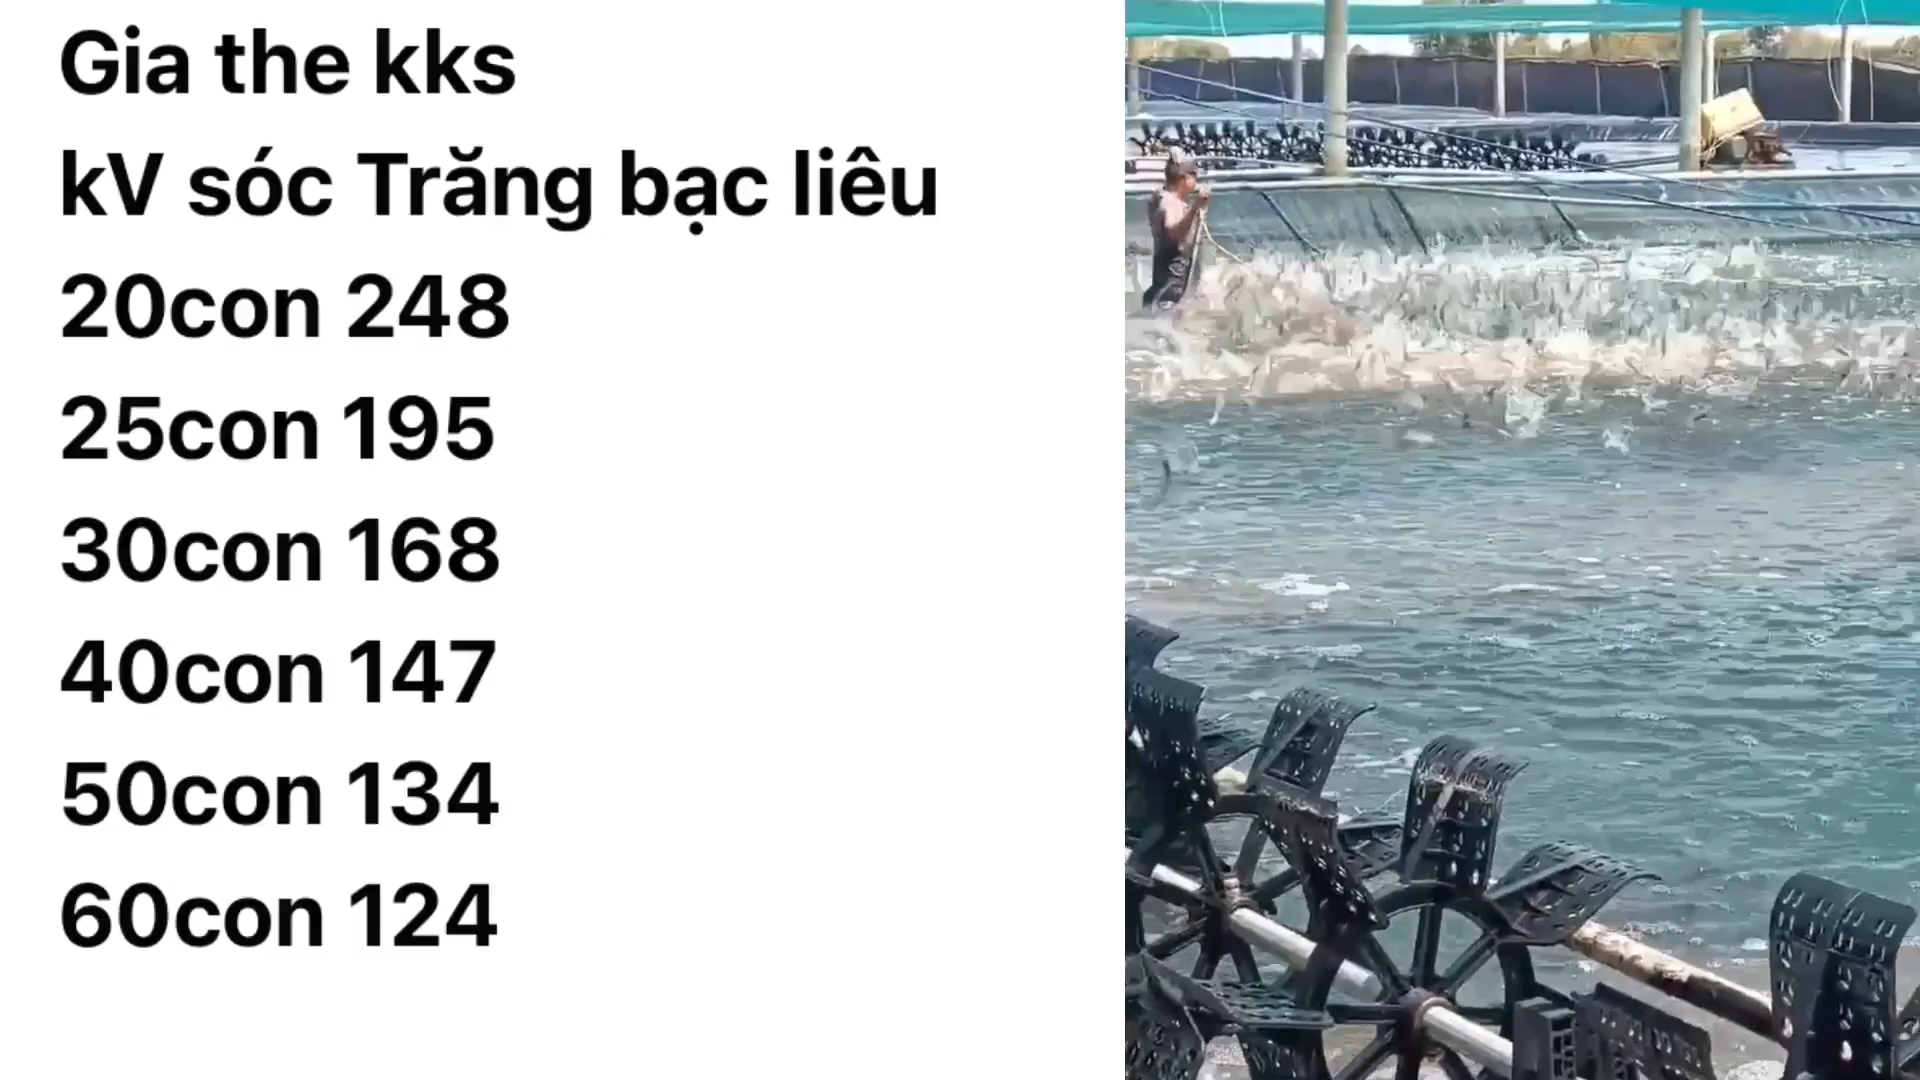 Gia the kks
kV sóc Trăng bạc liêu
20con 248
25con 195
30con 168
40con 147
50con 134
60con 124